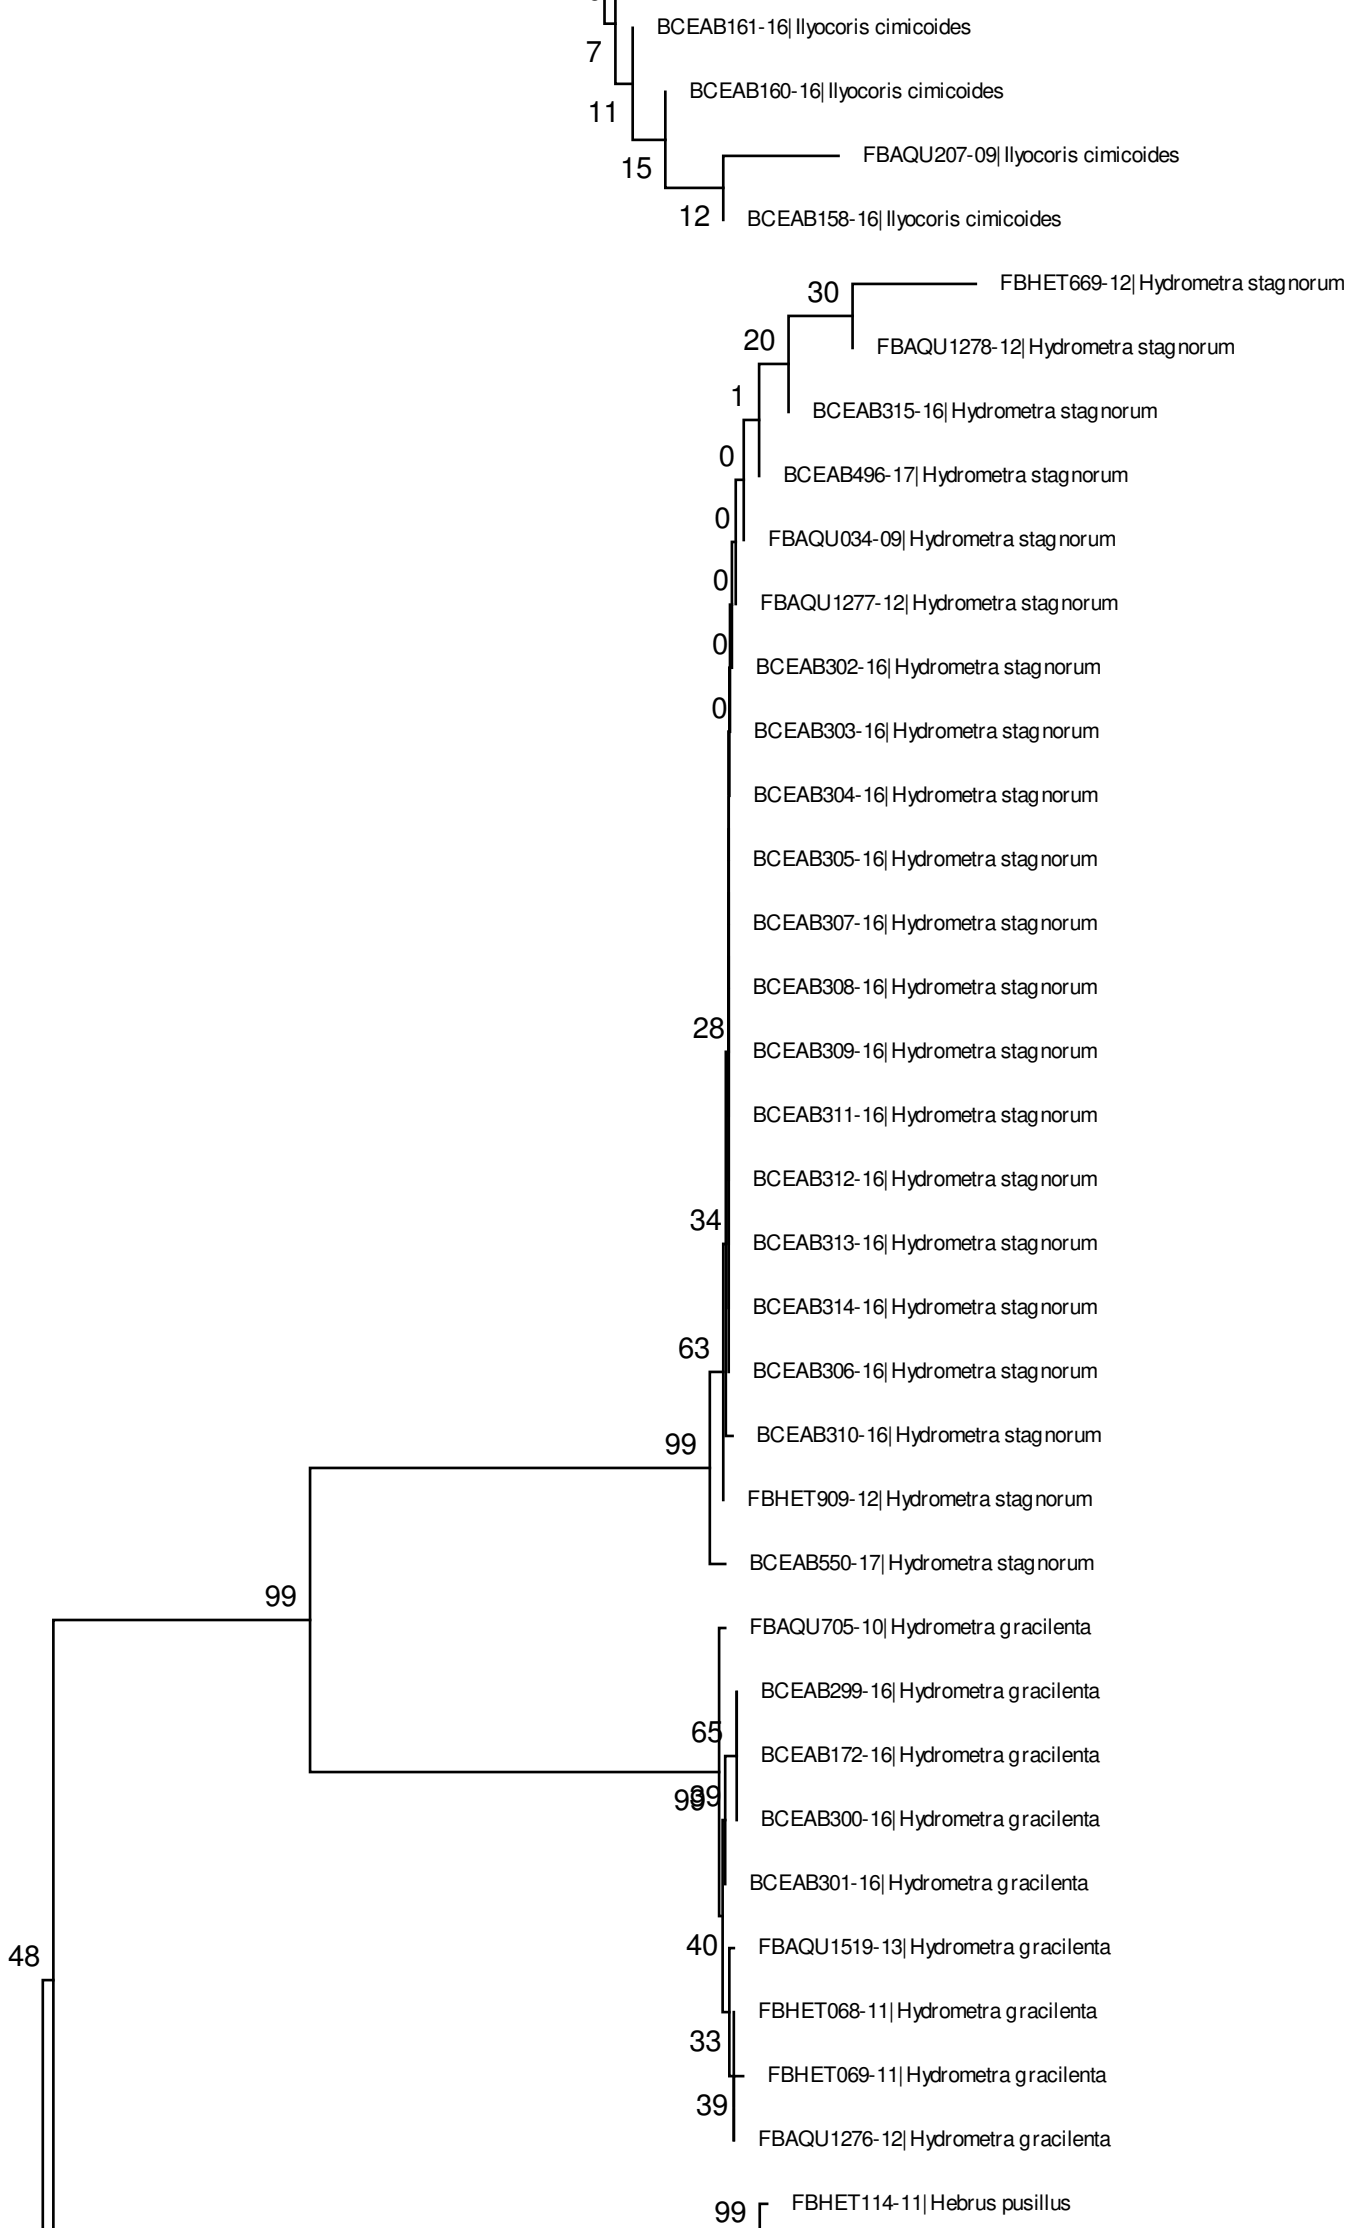 BCEAB161-16|Ilyocoris cimicoides
7
BCEAB160-16|Ilyocoris cimicoides
11
FBAQU207-09|Ilyocoris cimicoides
15
12
BCEAB158-16|Ilyocoris cimicoides
FBHET669-12|Hydrometra stagnorum
30
20
FBAQU1278-12|Hydrometra stagnorum
1
BCEAB315-16|Hydrometra stagnorum
0
BCEAB496-17|Hydrometra stagnorum
0
FBAQU034-09|Hydrometra stagnorum
0
FBAQU1277-12|Hydrometra stagnorum
0
BCEAB302-16|Hydrometra stagnorum
0
BCEAB303-16|Hydrometra stagnorum
BCEAB304-16|Hydrometra stagnorum
BCEAB305-16|Hydrometra stagnorum
BCEAB307-16|Hydrometra stagnorum
BCEAB308-16|Hydrometra stagnorum
28
BCEAB309-16|Hydrometra stagnorum
BCEAB311-16|Hydrometra stagnorum
BCEAB312-16|Hydrometra stagnorum
34
BCEAB313-16|Hydrometra stagnorum
BCEAB314-16|Hydrometra stagnorum
63
BCEAB306-16|Hydrometra stagnorum
BCEAB310-16|Hydrometra stagnorum
99
FBHET909-12|Hydrometra stagnorum
BCEAB550-17|Hydrometra stagnorum
99
FBAQU705-10|Hydrometra gracilenta
BCEAB299-16|Hydrometra gracilenta
65
BCEAB172-16|Hydrometra gracilenta
99
39
BCEAB300-16|Hydrometra gracilenta
BCEAB301-16|Hydrometra gracilenta
40
FBAQU1519-13|Hydrometra gracilenta
48
FBHET068-11|Hydrometra gracilenta
33
FBHET069-11|Hydrometra gracilenta
39
FBAQU1276-12|Hydrometra gracilenta
FBHET114-11|Hebrus pusillus
99